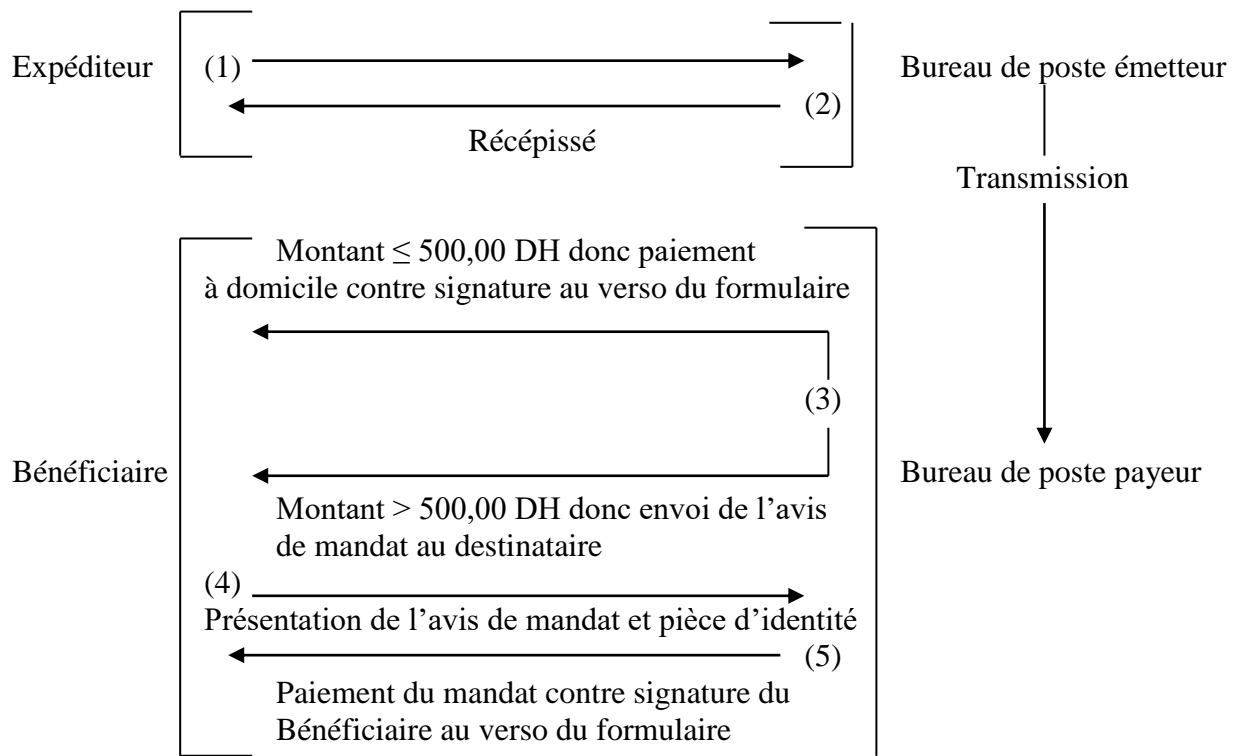 Expéditeur
(1)
Bureau de poste émetteur
(2)
Récépissé
Transmission
Montant ≤ 500,00 DH donc paiement
à domicile contre signature au verso du formulaire
(3)
Bénéficiaire
Bureau de poste payeur
Montant > 500,00 DH donc envoi de l’avis
de mandat au destinataire
(4)
Présentation de l’avis de mandat et pièce d’identité
(5)
Paiement du mandat contre signature du
Bénéficiaire au verso du formulaire